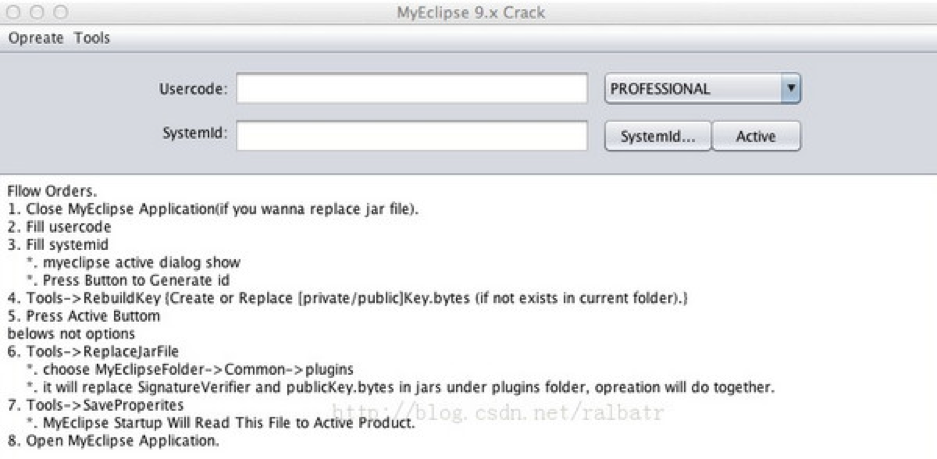 MyEclipse 9.x Crack
Opreate Tools
Usercode: PROFESSIONAL
SystemId: SystemId... Active
Fllow Orders.
1. Close MyEclipse Application(if you wanna replace jar file).
2. Fill usercode
3. Fill systemid
*. myeclipse active dialog show
*. Press Button to Generate id
4. Tools->RebuildKey {Create or Replace [private/public]Key.bytes (if not exists in current folder).}
5. Press Active Buttom
belows not options
6. Tools->ReplaceJarFile
*. choose MyEclipseFolder->Common->plugins
*. it will replace SignatureVerifier and publicKey.bytes in jars under plugins folder, opreation will do together.
7. Tools->SaveProperites
http://blog.csdn.net/ralbatr
*. MyEclipse Startup Will Read This File to Active Product.
8. Open MyEclipse Application.